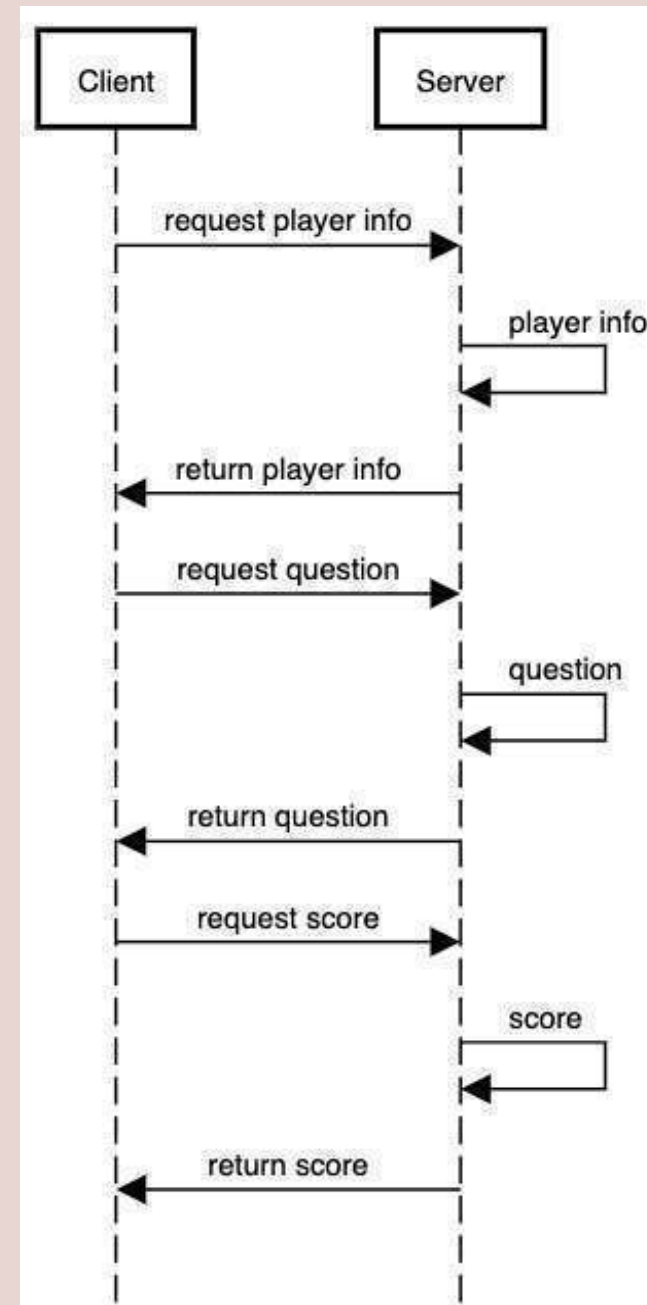 Client
Server
request player info
player info
return player info
request question
question
return question
request score
score
return score